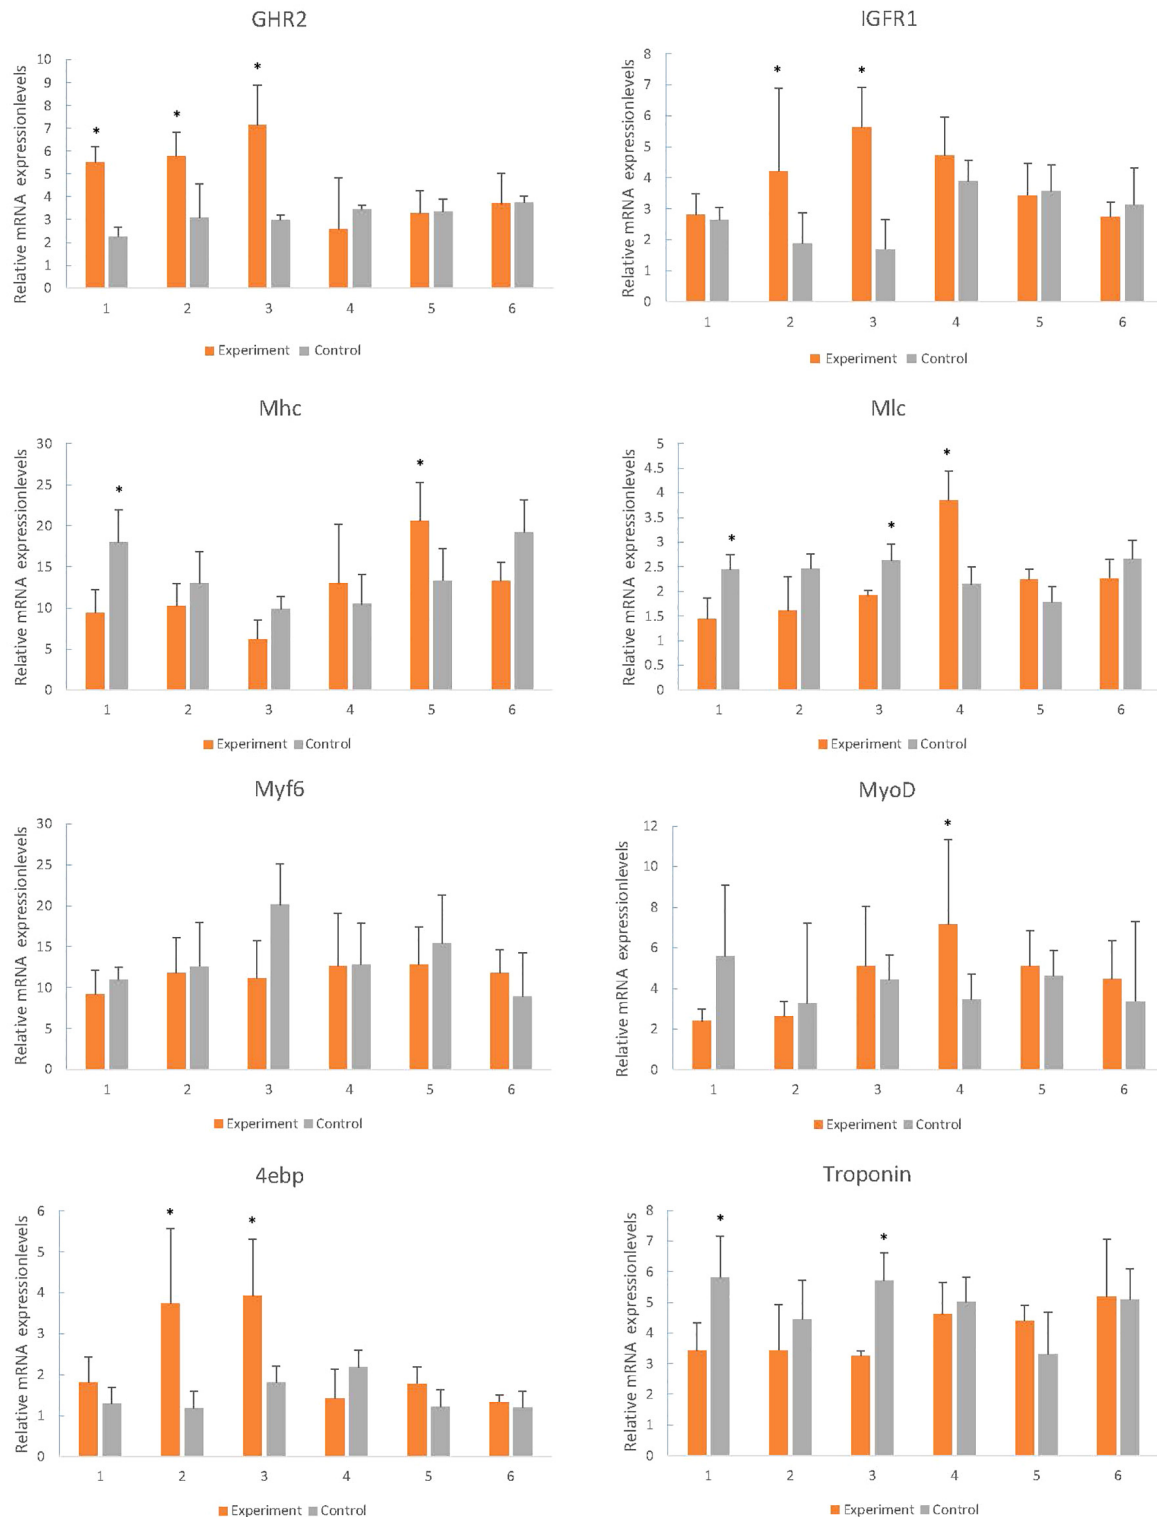 GHR2
Relative mRNA expressionlevels
10
9
8
7
6
5
4
3
2
1
0
*
*
*
1 2 3 4 5 6
Experiment Control
IGFR1
Relative mRNA expressionlevels
8
7
6
5
4
3
2
1
0
*
*
1 2 3 4 5 6
Experiment Control
Mhc
Relative mRNA expressionlevels
30
25
20
15
10
5
0
*
*
1 2 3 4 5 6
Experiment Control
Mlc
Relative mRNA expressionlevels
5
4.5
4
3.5
3
2.5
2
1.5
1
0.5
0
*
*
*
1 2 3 4 5 6
Experiment Control
Myf6
Relative mRNA expressionlevels
30
25
20
15
10
5
0
1 2 3 4 5 6
Experiment Control
MyoD
Relative mRNA expressionlevels
12
10
8
6
4
2
0
*
1 2 3 4 5 6
Experiment Control
4ebp
Relative mRNA expressionlevels
6
5
4
3
2
1
0
*
*
1 2 3 4 5 6
Experiment Control
Troponin
Relative mRNA expressionlevels
8
7
6
5
4
3
2
1
0
*
*
1 2 3 4 5 6
Experiment Control